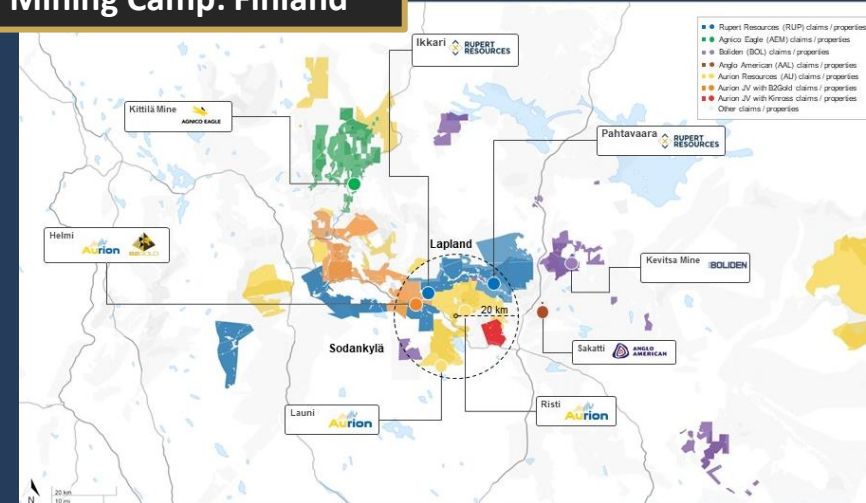 Mining Camp: Finland
Rupert Resources (RUP) claims / properties
Agnico Eagle (AEM) claims / properties
Boliden (BOL) claims / properties
Anglo American (AAL) claims / properties
Aurion Resources (AU) claims / properties
Aurion JV with B2Gold claims / properties
Aurion JV with Kinross claims / properties
Other claims / properties
Ikkari
RUPERT
RESOURCES
Kittilä Mine
AGNICO EAGLE
Pahtavaara
RUPERT
RESOURCES
Helmi
Aurion
B2GOLD
Lapland
Kevitsa Mine
BOLIDEN
20 km
Sodankylä
Sakatti
ANGLO
AMERICAN
Launi
Aurion
Risti
Aurion
N
20 km
10 mi